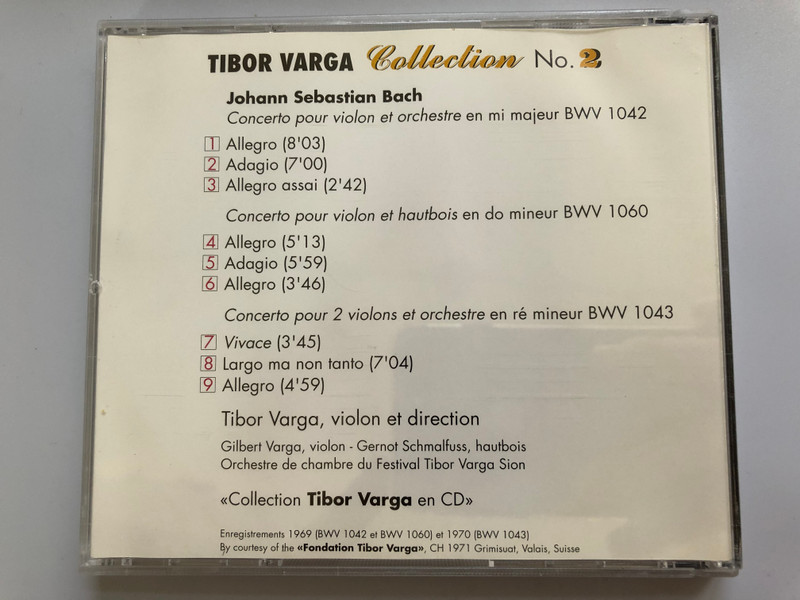 TIBOR VARGA Collection No. 2
Johann Sebastian Bach
Concerto pour violon et orchestre en mi majeur BWV 1042
1 Allegro (8'03)
2 Adagio (7'00)
3 Allegro assai (2'42)
Concerto pour violon et hautbois en do mineur BWV 1060
4 Allegro (5'13)
5 Adagio (5'59)
6 Allegro (3'46)
Concerto pour 2 violons et orchestre en ré mineur BWV 1043
7 Vivace (3'45)
8 Largo ma non tanto (7'04)
9 Allegro (4'59)
Tibor Varga, violon et direction
Gilbert Varga, violon - Gernot Schmalfuss, hautbois
Orchestre de chambre du Festival Tibor Varga Sion
«Collection Tibor Varga en CD»
Enregistrements 1969 (BWV 1042 et BWV 1060) et 1970 (BWV 1043)
By courtesy of the «Fondation Tibor Varga», CH 1971 Grimisuat, Valais, Suisse